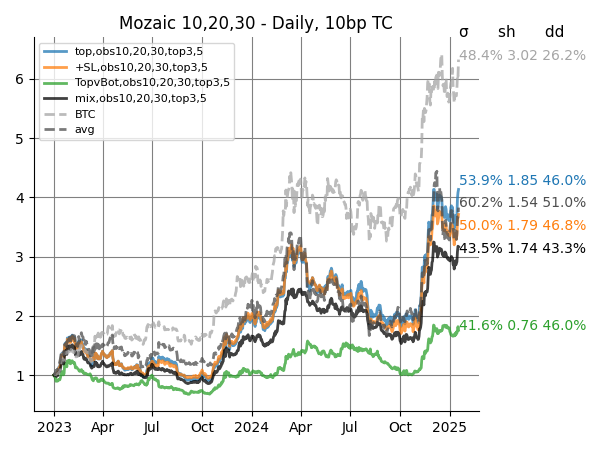 Mozaic 10,20,30 - Daily, 10bp TC
σ sh dd
top,obs10,20,30,top3,5
+SL,obs10,20,30,top3,5
TopvBot,obs10,20,30,top3,5
mix,obs10,20,30,top3,5
BTC
avg
48.4% 3.02 26.2%
53.9% 1.85 46.0%
60.2% 1.54 51.0%
50.0% 1.79 46.8%
43.5% 1.74 43.3%
41.6% 0.76 46.0%
6
5
4
3
2
1
2023 Apr Jul Oct 2024 Apr Jul Oct 2025